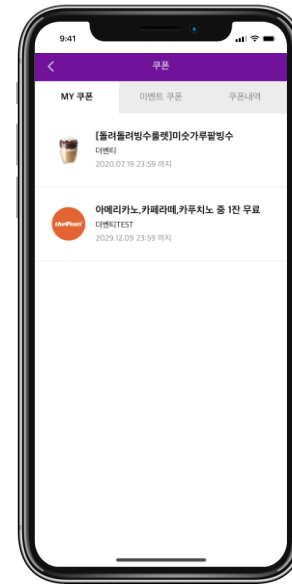 9:41
쿠폰
MY 쿠폰
이벤트 쿠폰
쿠폰내역
[돌려돌려빙수룰렛]미숫가루팥빙수
더벤티
2020.07.19 23:59 까지
theVenti
아메리카노,카페라떼,카푸치노 중 1잔 무료
더벤티TEST
2029.12.09 23:59 까지